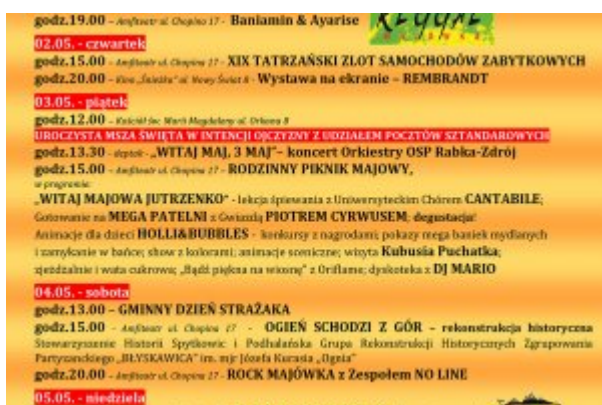 godz.19.00 – Amfiteatr ul. Chopina 17 - Baniamin & Ayarise
REGGAE
02.05. - czwartek
godz.15.00 – Amfiteatr ul. Chopina 17 - XIX TATRZAŃSKI ZLOT SAMOCHODÓW ZABYTKOWYCH
godz.20.00 – Kino „Śnieżka" ul. Nowy Świat 8 - Wystawa na ekranie – REMBRANDT
03.05. - piątek
godz.12.00 – Kościół św. Marii Magdaleny ul. Orkana 8
UROCZYSTA MSZA ŚWIĘTA W INTENCJI OJCZYZNY Z UDZIAŁEM POCZTÓW SZTANDAROWYCH
godz.13.30 – deptak - „WITAJ MAJ, 3 MAJ"– koncert Orkiestry OSP Rabka-Zdrój
godz.15.00 – Amfiteatr ul. Chopina 17 - RODZINNY PIKNIK MAJOWY,
w programie:
„WITAJ MAJOWA JUTRZENKO" - lekcja śpiewania z Uniwersyteckim Chórem CANTABILE;
Gotowanie na MEGA PATELNI z Gwiazdą PIOTREM CYRWUSEM; degustacja!
Animacje dla dzieci HOLLI&BUBBLES - konkursy z nagrodami; pokazy mega baniek mydlanych
i zamykanie w bańce; show z kolorami; animacje sceniczne; wizyta Kubusia Puchatka;
zjeżdżalnie i wata cukrowa; „Bądź piękna na wiosnę" z Oriflame; dyskoteka z DJ MARIO
04.05. - sobota
godz.13.00 – GMINNY DZIEŃ STRAŻAKA
godz.15.00 - Amfiteatr ul. Chopina 17 - OGIEŃ SCHODZI Z GÓR – rekonstrukcja historyczna
Stowarzyszenie Historii Spytkowic i Podhalańska Grupa Rekonstrukcji Historycznych Zgrupowania
Partyzanckiego „BŁYSKAWICA" im. mjr Józefa Kurasia „Ognia"
godz.20.00 – Amfiteatr ul. Chopina 17 - ROCK MAJÓWKA z Zespołem NO LINE
05.05. - niedziela